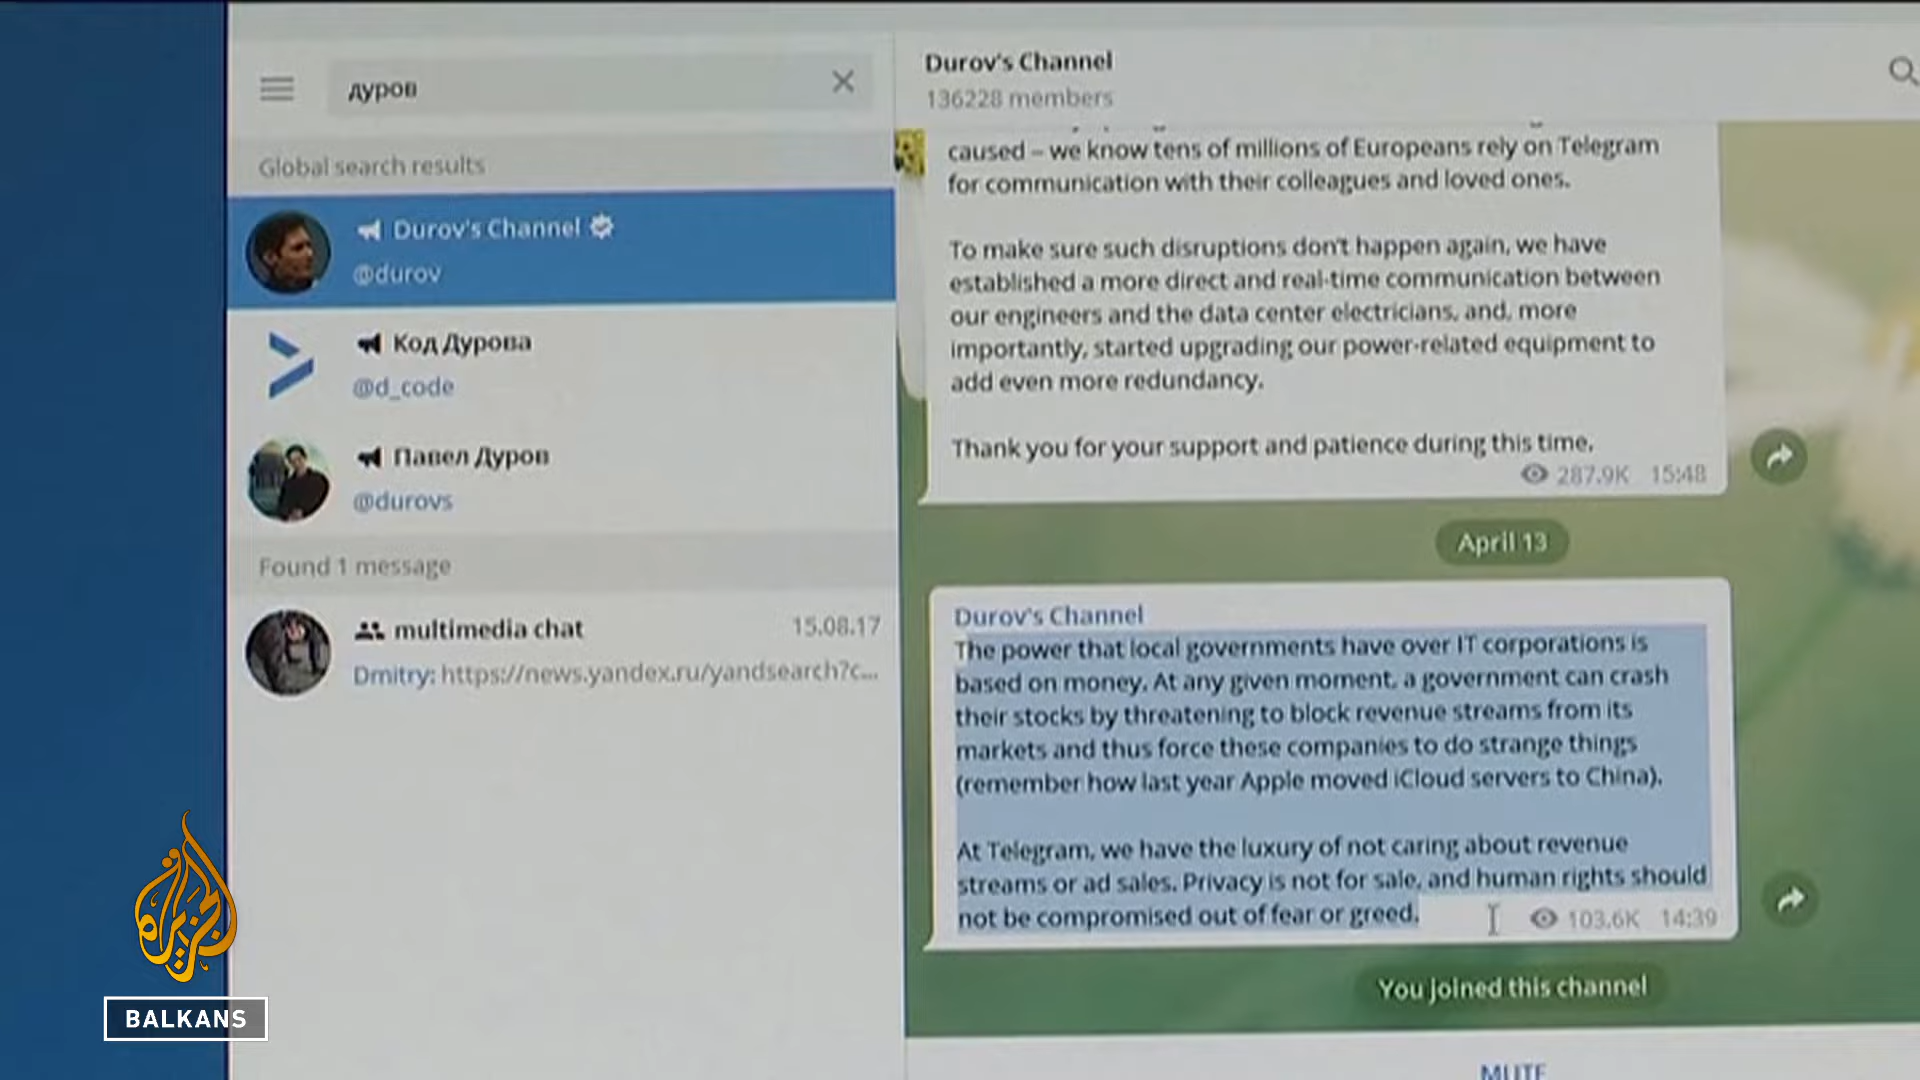 дуров
Global search results
Durov's Channel
@durov
Код Дурова
@d_code
Павел Дуров
@durovs
Found 1 message
multimedia chat
15.08.17
Dmitry: https://news.yandex.ru/yandsearch?c...
Durov's Channel
136228 members
caused – we know tens of millions of Europeans rely on Telegram
for communication with their colleagues and loved ones.
To make sure such disruptions don't happen again, we have
established a more direct and real-time communication between
our engineers and the data center electricians, and, more
importantly, started upgrading our power-related equipment to
add even more redundancy.
Thank you for your support and patience during this time.
287.9K 15:48
April 13
Durov's Channel
The power that local governments have over IT corporations is
based on money. At any given moment, a government can crash
their stocks by threatening to block revenue streams from its
markets and thus force these companies to do strange things
(remember how last year Apple moved iCloud servers to China).
At Telegram, we have the luxury of not caring about revenue
streams or ad sales. Privacy is not for sale, and human rights should
not be compromised out of fear or greed.
103.6K 14:39
You joined this channel
MUTE
الجزيرة
BALKANS